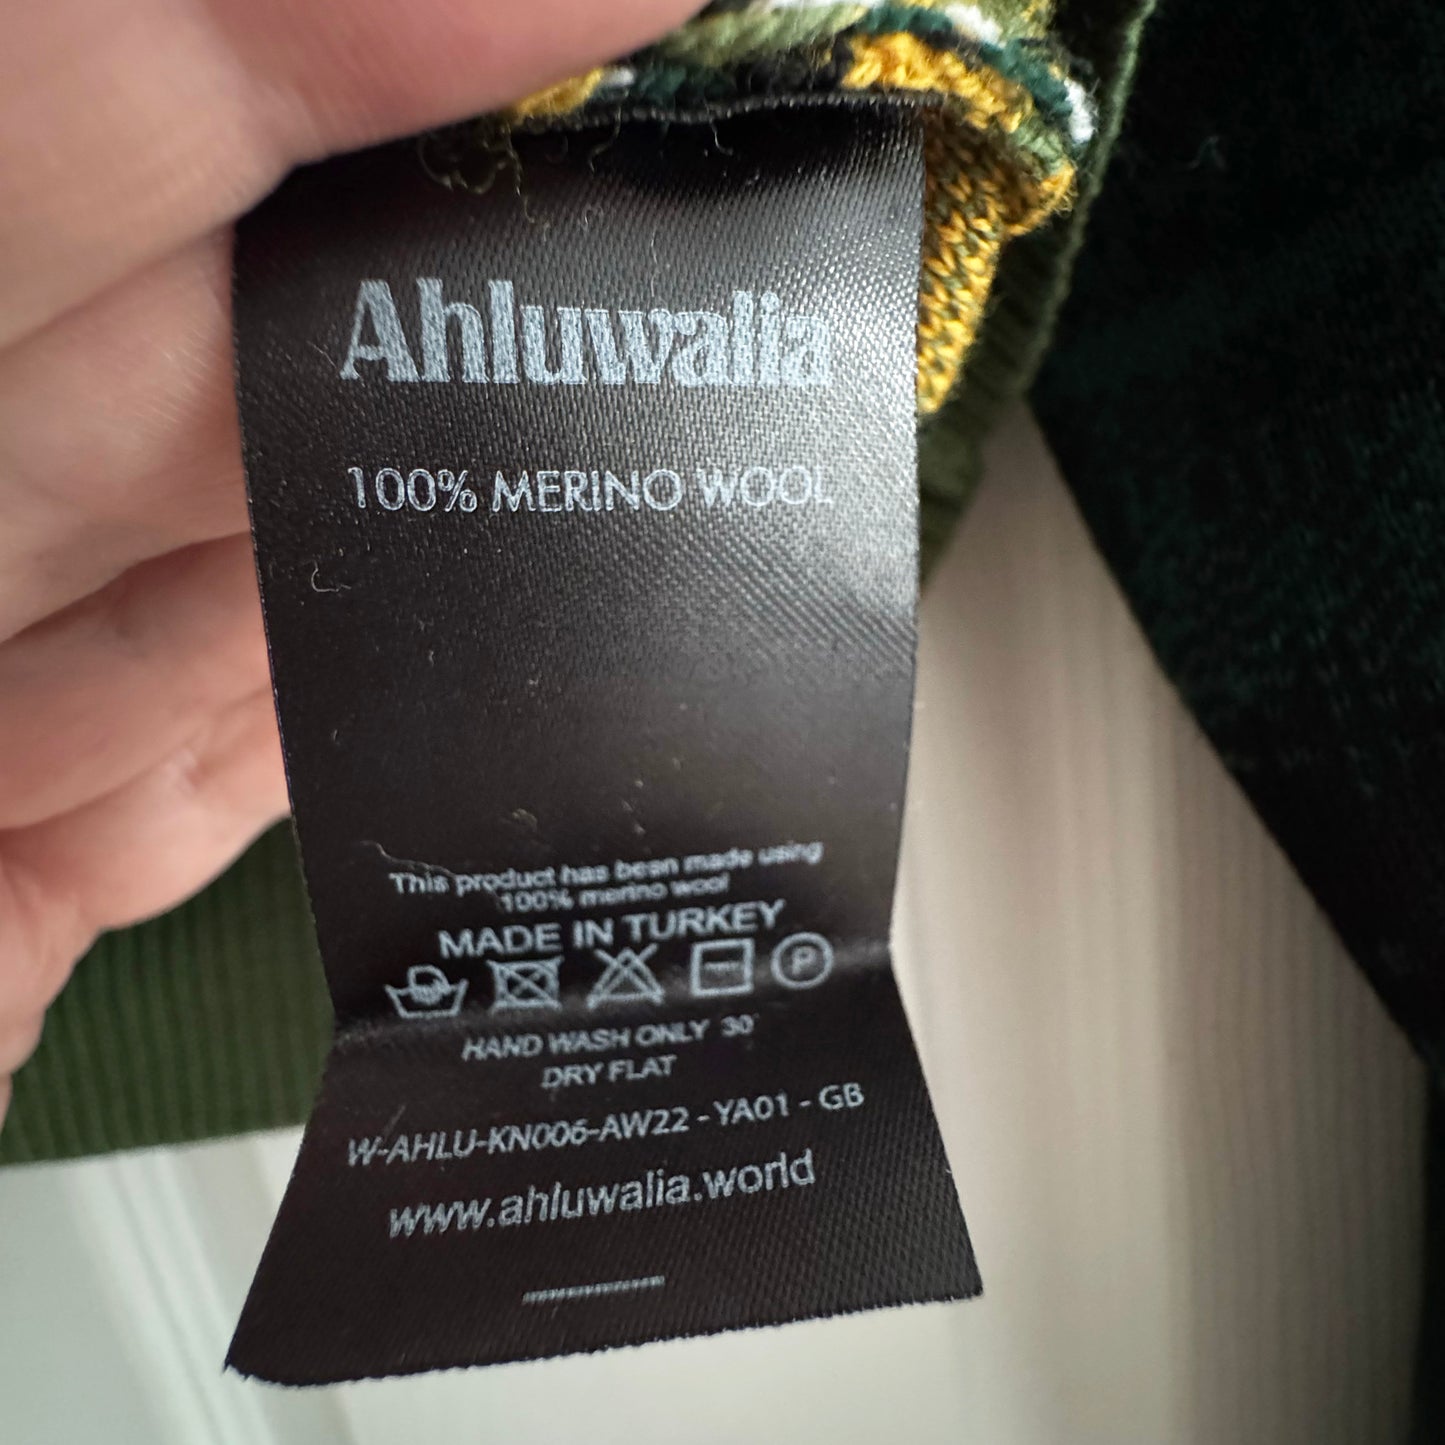 Ahluwalia
100% MERINO WOOL
This product has been made using
100% merino wool
MADE IN TURKEY
P
HAND WASH ONLY 30°
DRY FLAT
W-AHLU-KN006-AW22 - YA01 - GB
www.ahluwalia.world